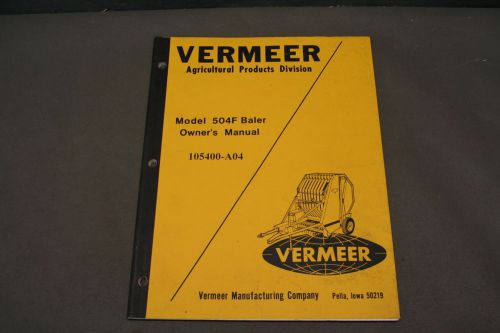 VERMEER
Agricultural Products Division
Model 504F Baler
Owner's Manual
105400-A04
VERMEER
Vermeer Manufacturing Company Pella, Iowa 50219